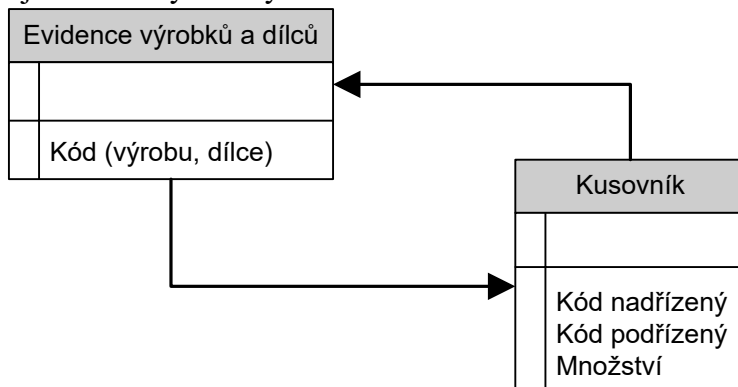 Evidence výrobků a dílců
Kód (výrobu, dílce)
Kusovník
Kód nadřízený
Kód podřízený
Množství